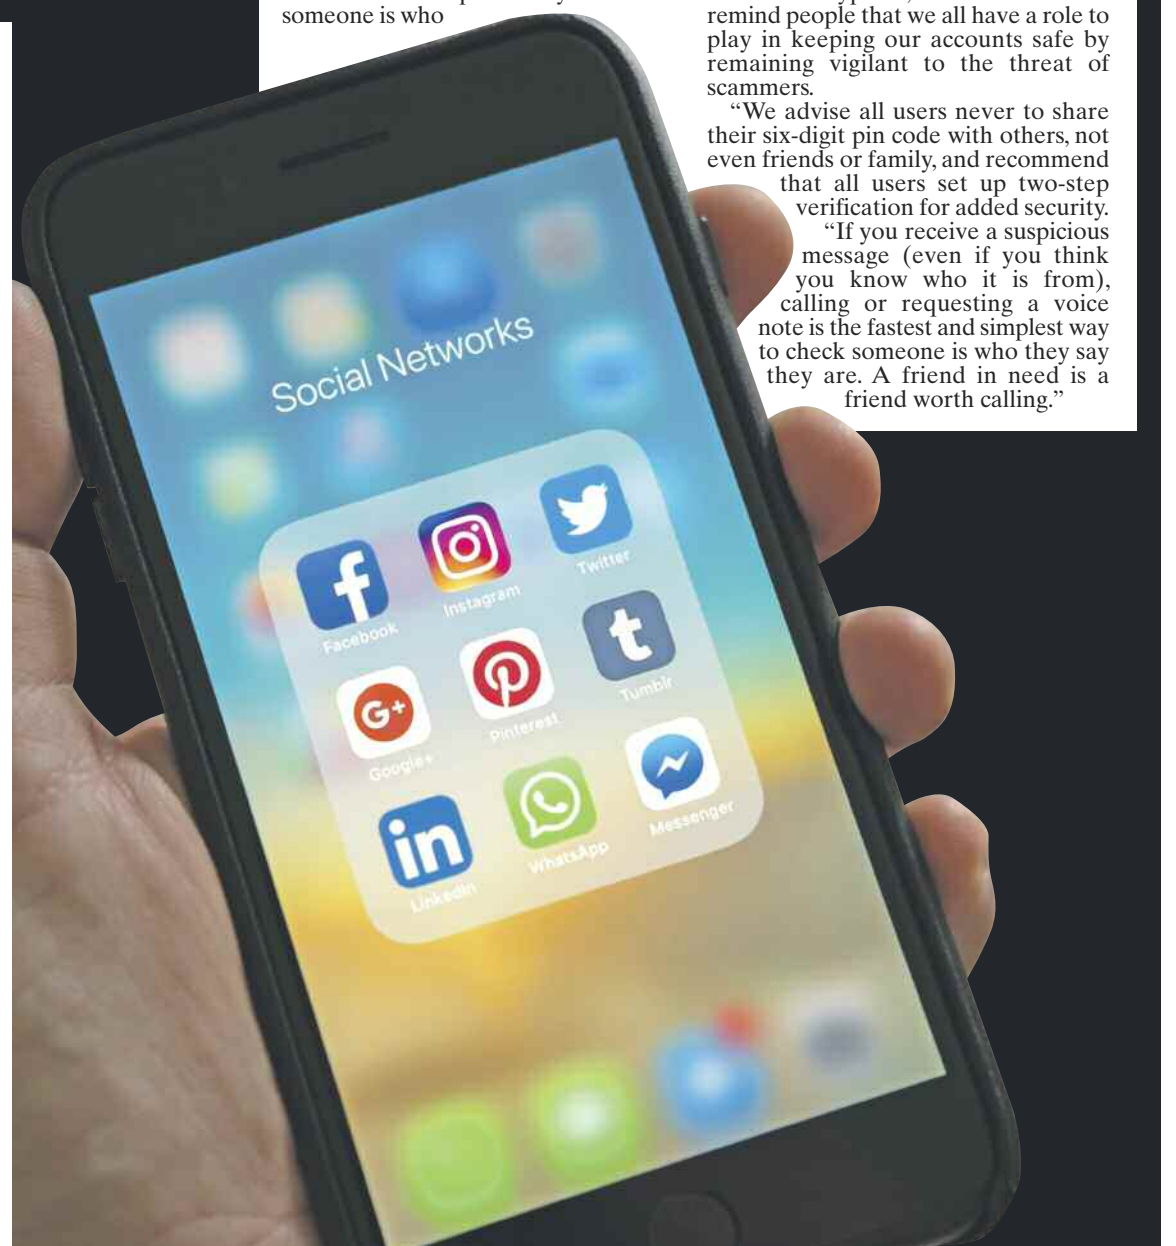 someone is who
remind people that we all have a role to
play in keeping our accounts safe by
remaining vigilant to the threat of
scammers.
“We advise all users never to share
their six-digit pin code with others, not
even friends or family, and recommend
that all users set up two-step
verification for added security.
“If you receive a suspicious
message (even if you think
you know who it is from),
calling or requesting a voice
note is the fastest and simplest way
to check someone is who they say
they are. A friend in need is a
friend worth calling.”
Social Networks
Facebook
Instagram
Twitter
Google+
Pinterest
Tumblr
LinkedIn
WhatsApp
Messenger